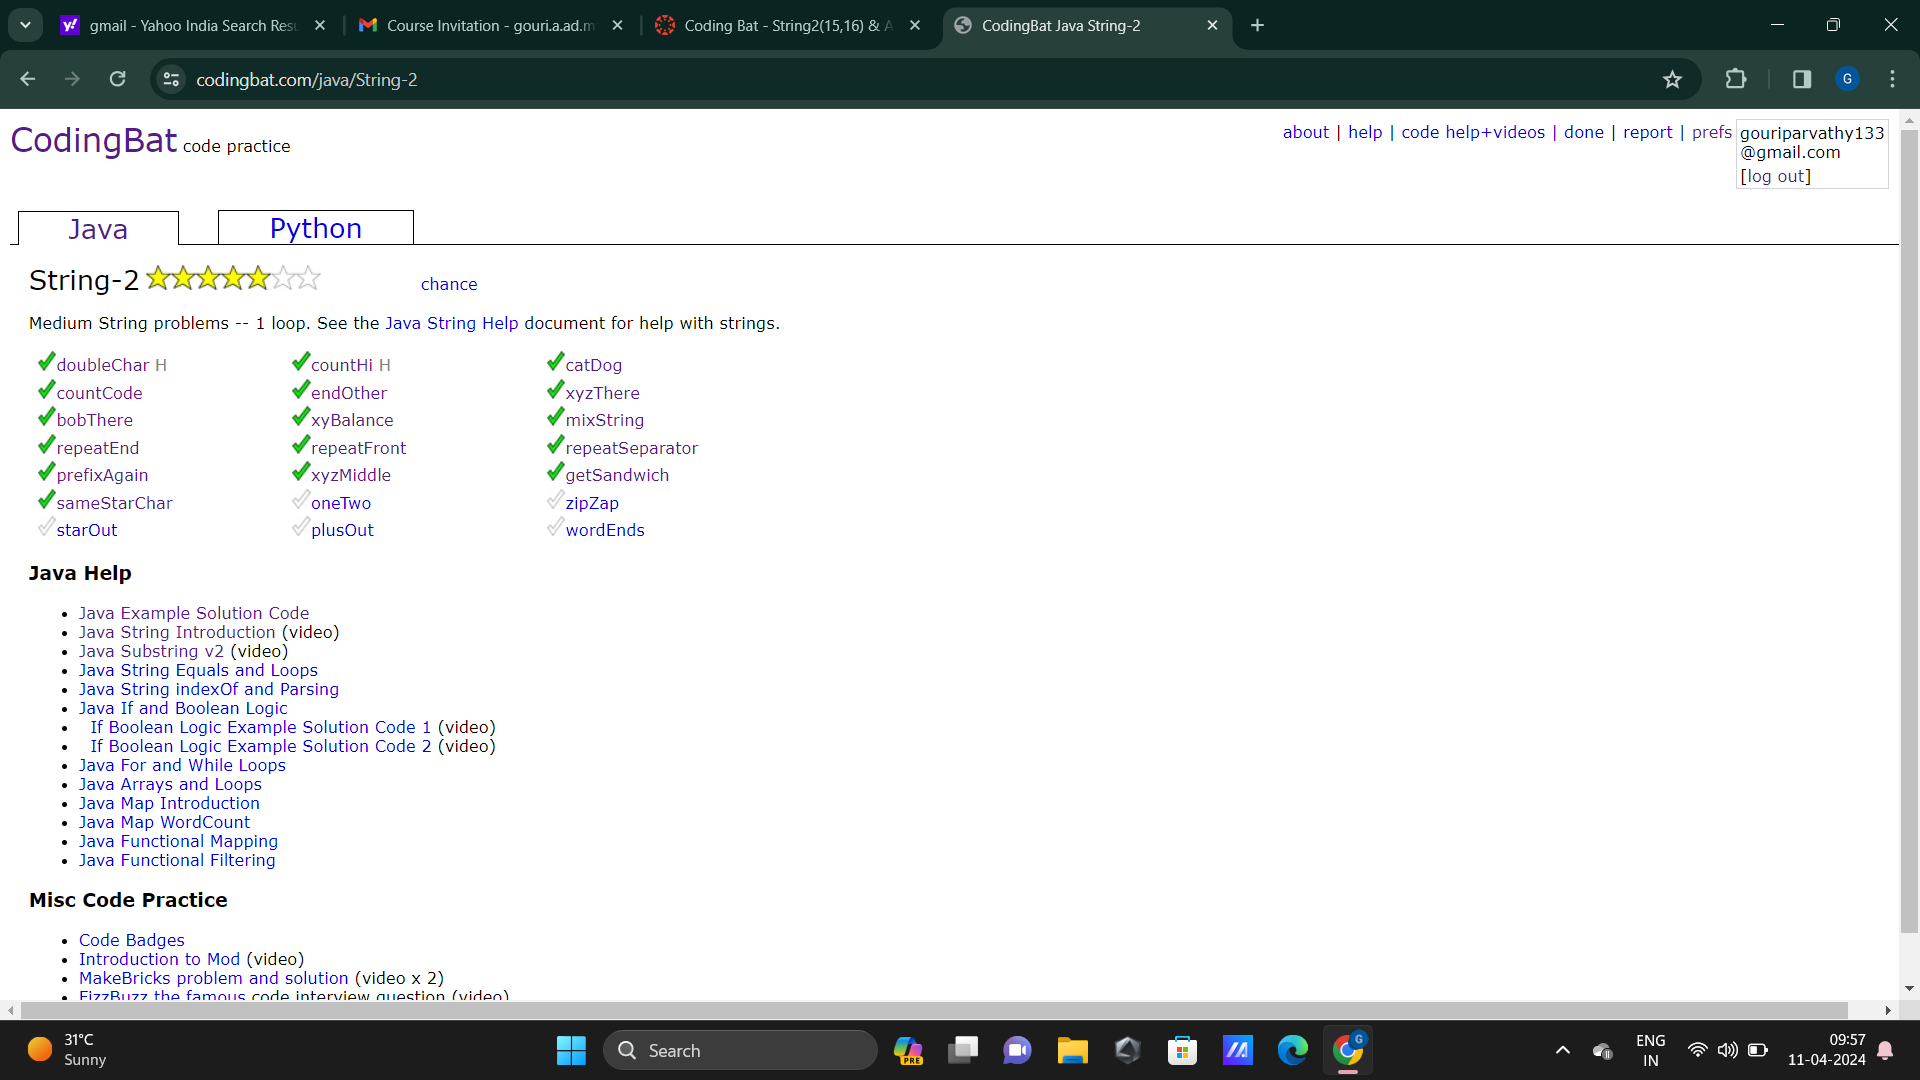 gmail - Yahoo India Search Resu
Course Invitation - gouri.a.ad.m
Coding Bat - String2(15,16) & A
CodingBat Java String-2
codingbat.com/java/String-2
G
CodingBat code practice
about | help | code help+videos | done | report | prefs
gouriparvathy133
@gmail.com
[log out]
Java
Python
String-2
chance
Medium String problems -- 1 loop. See the Java String Help document for help with strings.
doubleChar H countHi H catDog
countCode endOther xyzThere
bobThere xyBalance mixString
repeatEnd repeatFront repeatSeparator
prefixAgain xyzMiddle getSandwich
sameStarChar oneTwo zipZap
starOut plusOut wordEnds
Java Help
Java Example Solution Code
Java String Introduction (video)
Java Substring v2 (video)
Java String Equals and Loops
Java String indexOf and Parsing
Java If and Boolean Logic
If Boolean Logic Example Solution Code 1 (video)
If Boolean Logic Example Solution Code 2 (video)
Java For and While Loops
Java Arrays and Loops
Java Map Introduction
Java Map WordCount
Java Functional Mapping
Java Functional Filtering
Misc Code Practice
Code Badges
Introduction to Mod (video)
MakeBricks problem and solution (video x 2)
FizzBuzz the famous code interview question (video)
31°C
Sunny
Search
PRE
G
ENG
IN
09:57
11-04-2024